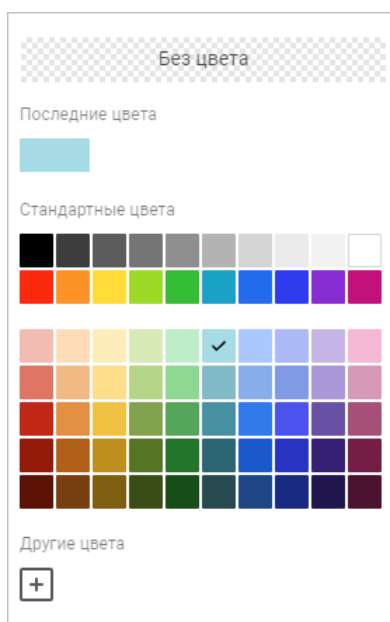 Без цвета
Последние цвета
Стандартные цвета
Другие цвета